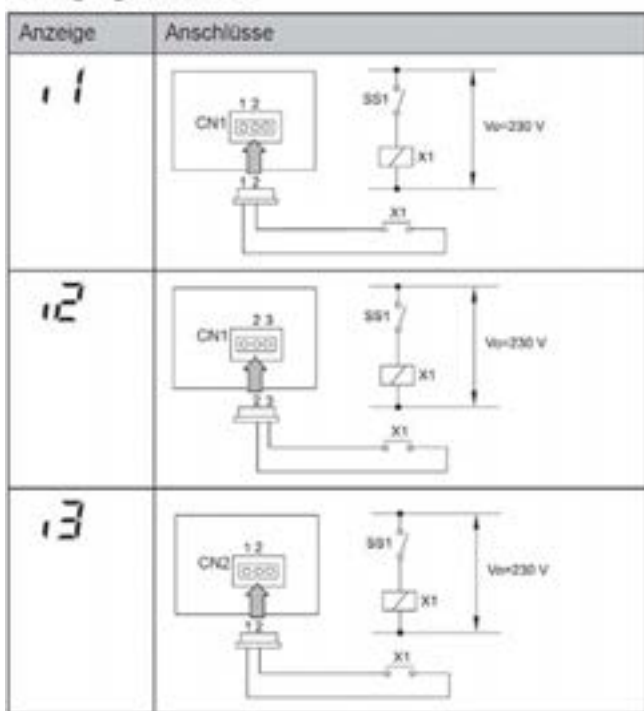 Anzeige Anschlüsse
i1
1 2
CN1
1 2
X1
SS1
X1
Vo=230 V
i2
2 3
CN1
2 3
X1
SS1
X1
Vo=230 V
i3
1 2
CN2
1 2
X1
SS1
X1
Vo=230 V